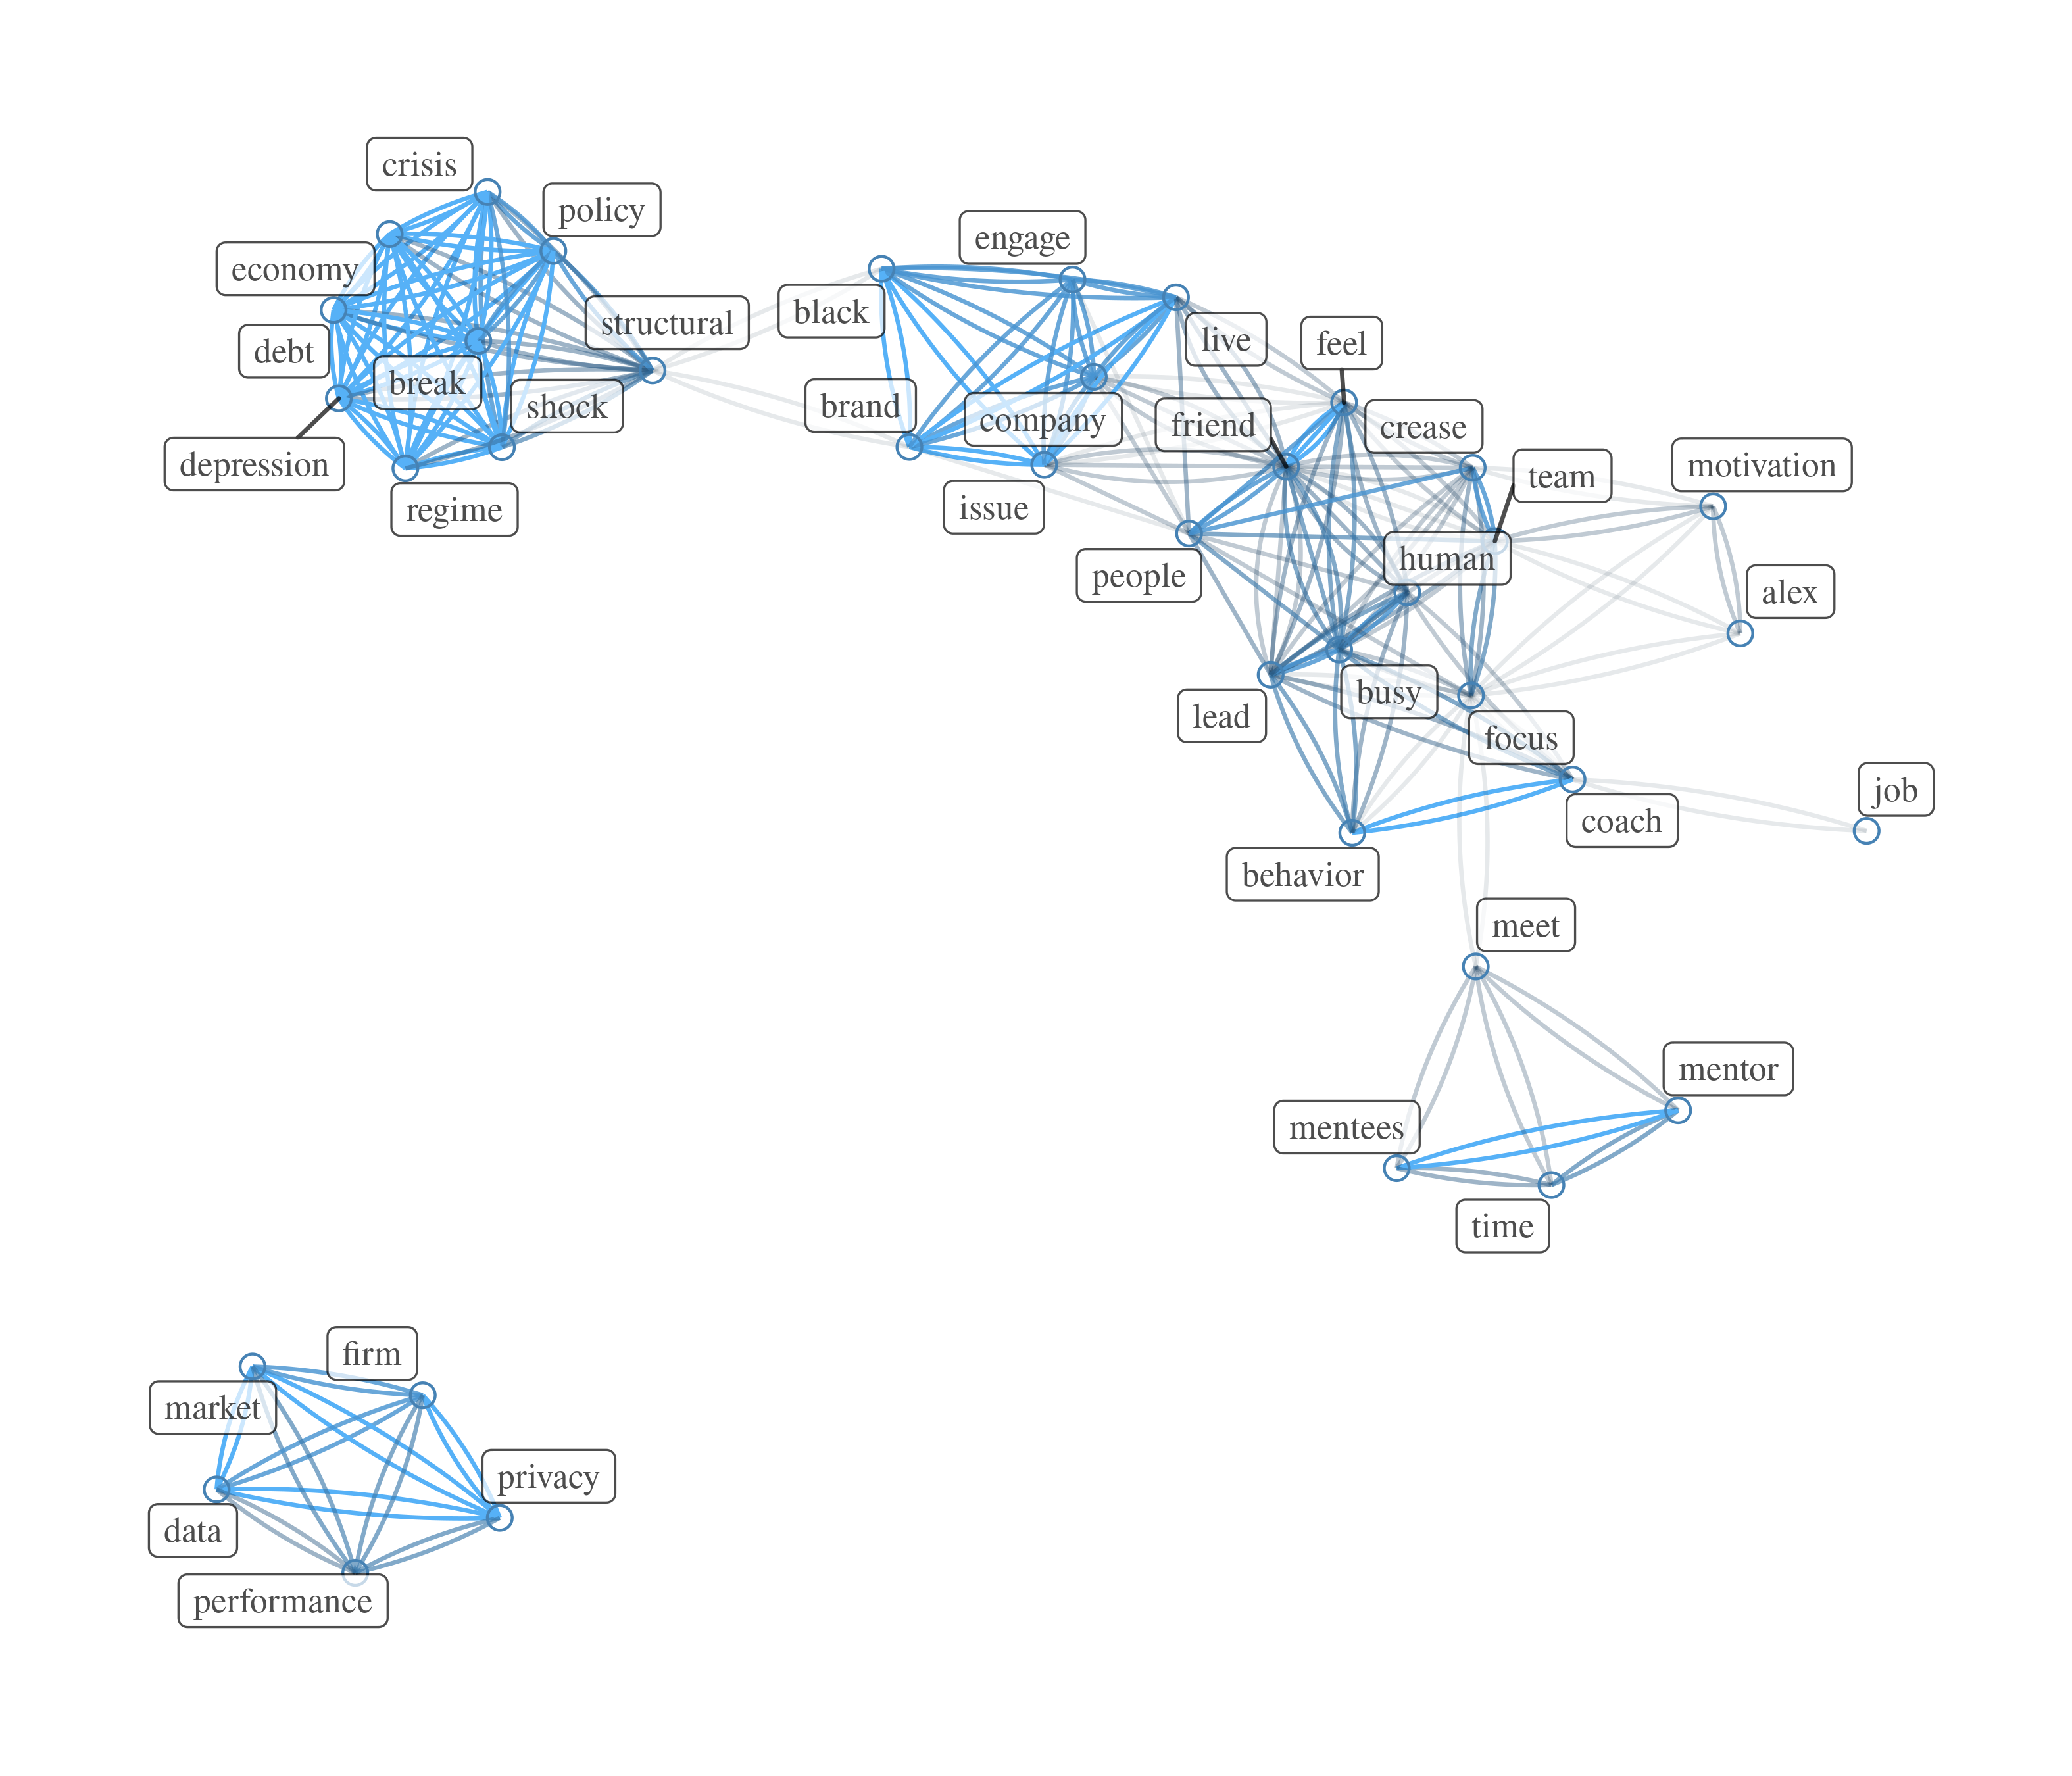 crisis
policy
engage
economy
black
structural
live
feel
debt
break
shock
brand
company
friend
crease
depression
motivation
team
regime
issue
human
people
alex
busy
lead
focus
job
coach
behavior
meet
mentor
mentees
time
firm
market
privacy
data
performance